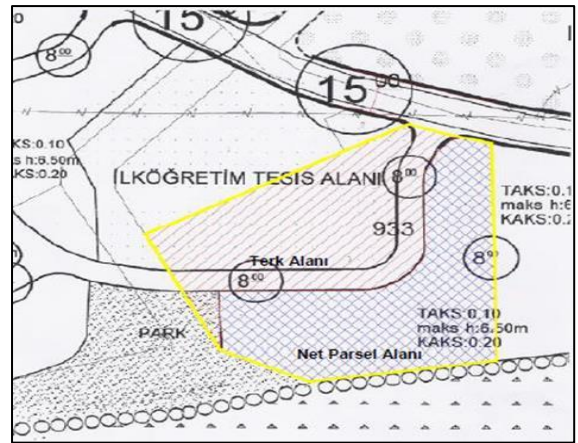 15
8⁰⁰
15⁰⁰
KS:0.10
s h:6.50m
KS:0.20
İLKÖĞRETİM TESIS ALANI
8⁰⁰
TAKS:0.1
maks h:6
KAKS:0.2
933
8⁰⁰
Terk Alanı
8⁰⁰
PARK
TAKS:0.10
maks h:6.50m
KAKS:0.20
Net Parsel Alanı